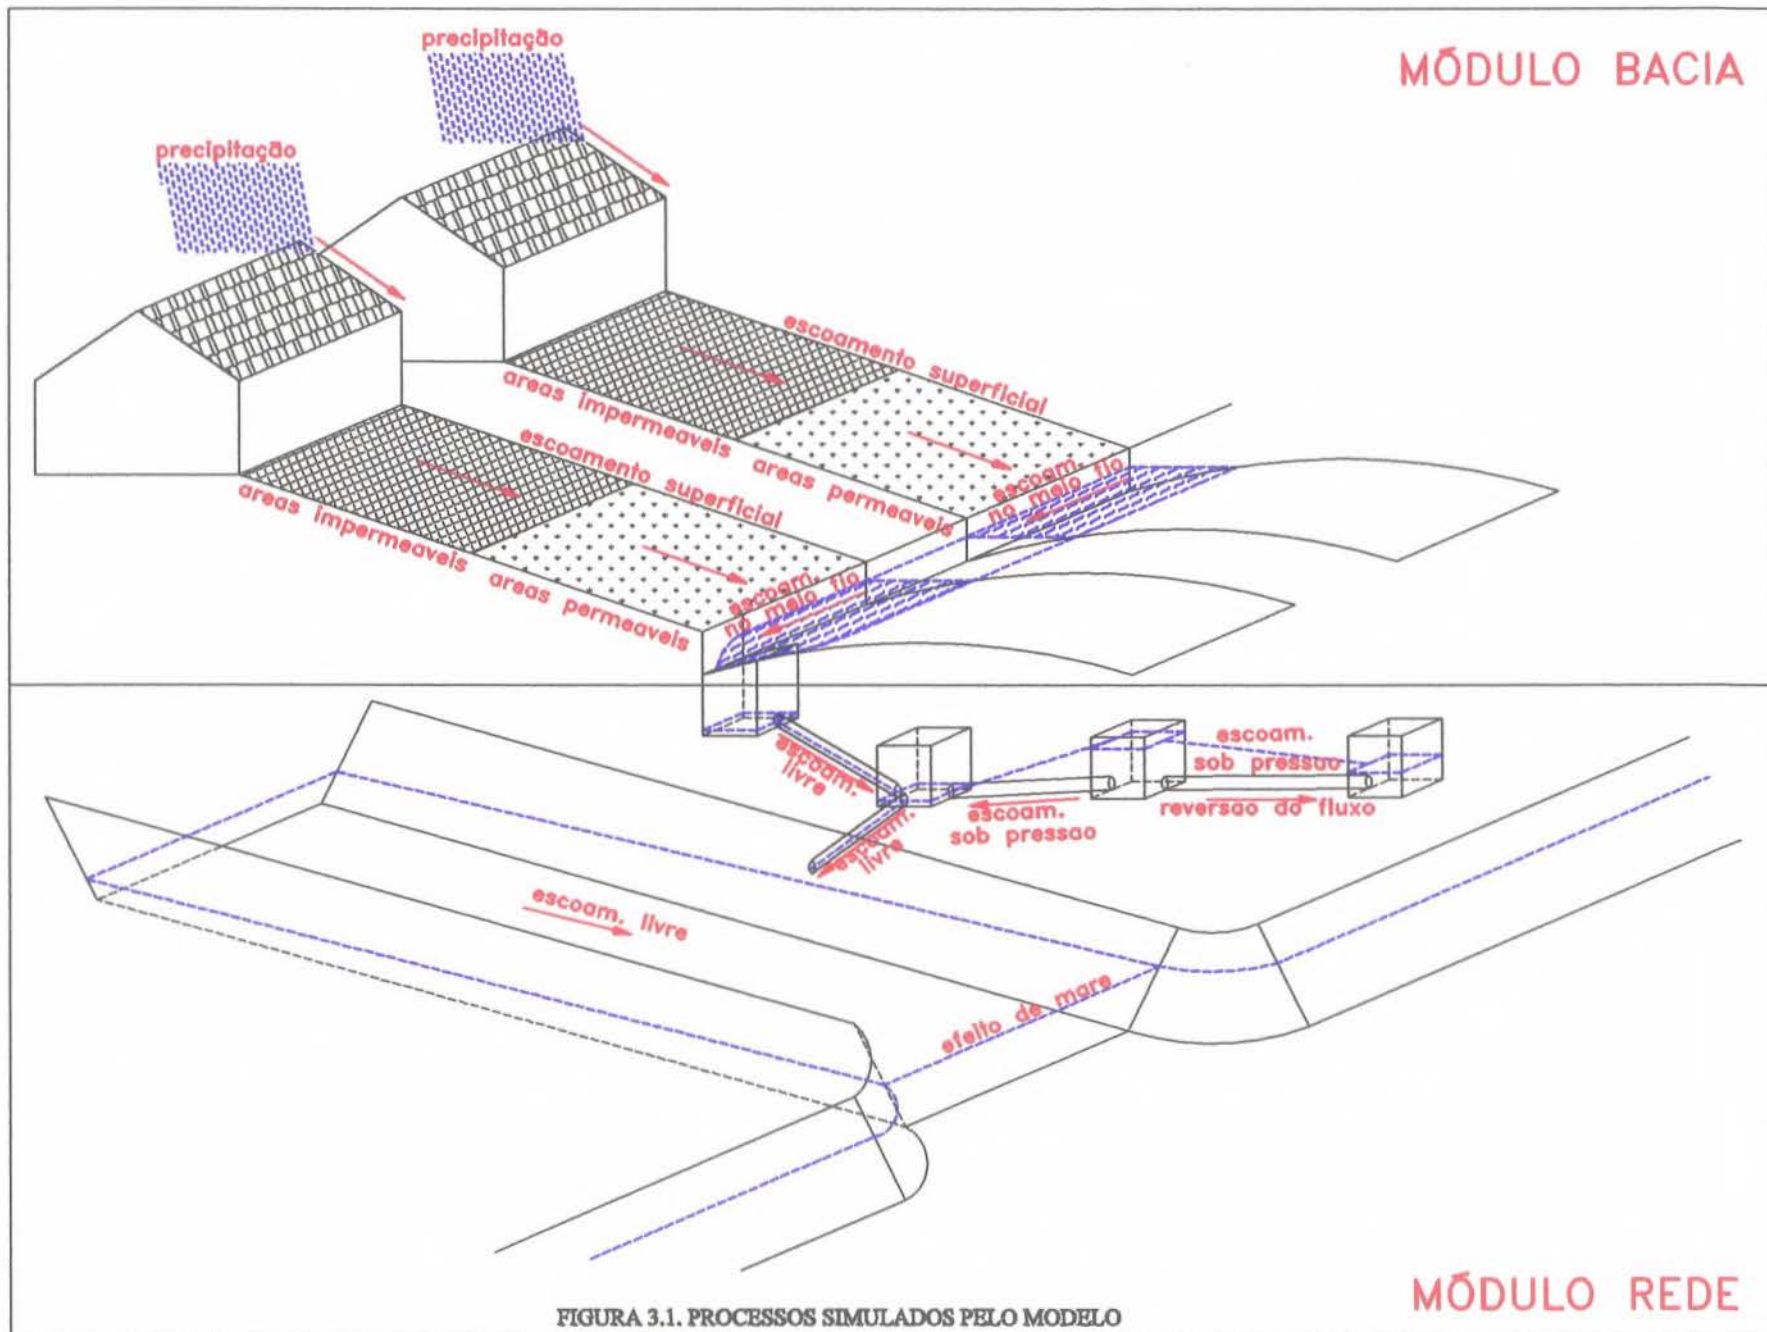 MÓDULO BACIA
precipitação
precipitação
escoamento superficial
areas impermeaveis areas permeaveis
escoam.
no meio fio
escoamento superficial
areas impermeaveis areas permeaveis
escoam.
no meio fio
escoam.
livre
escoam.
livre
escoam.
sob pressao
escoam.
sob pressao
reversão do fluxo
escoam. livre
efeito de mare
MÓDULO REDE
FIGURA 3.1. PROCESSOS SIMULADOS PELO MODELO